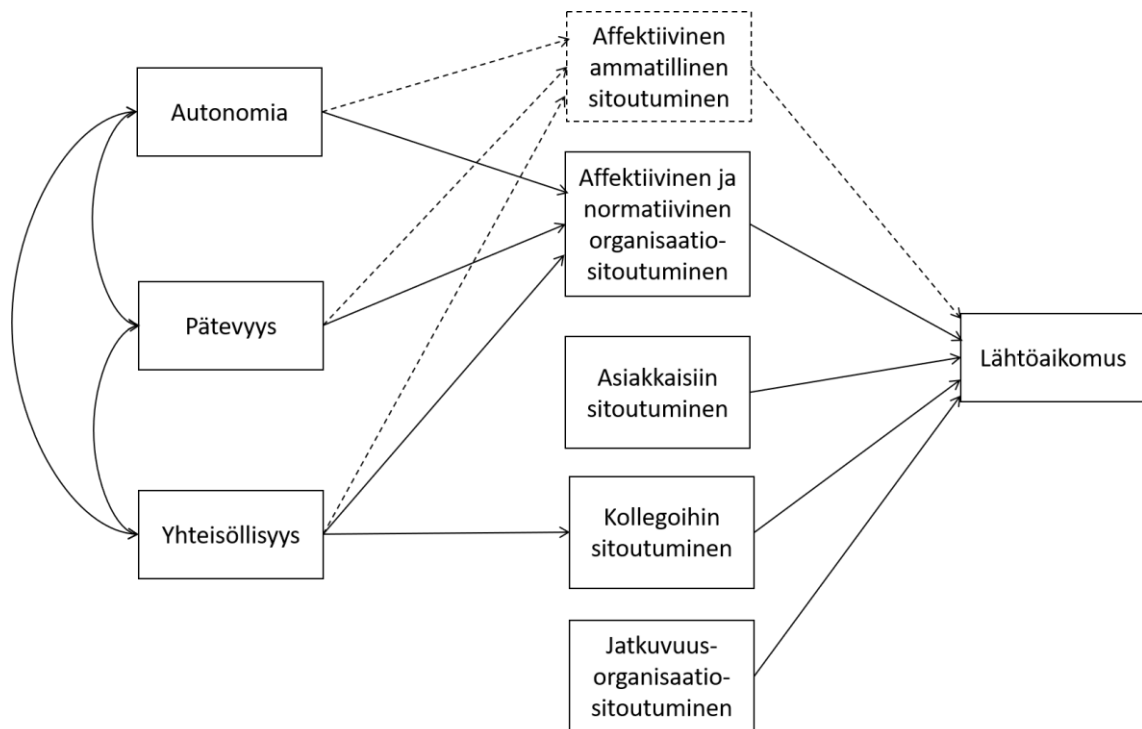 Autonomia
Pätevyys
Yhteisöllisyys
Affektiivinen
ammatillinen
sitoutuminen
Affektiivinen ja
normatiivinen
organisaatio-
sitoutuminen
Asiakkaisiin
sitoutuminen
Kollegoihin
sitoutuminen
Jatkuvuus-
organisaatio-
sitoutuminen
Lähtöaikomus